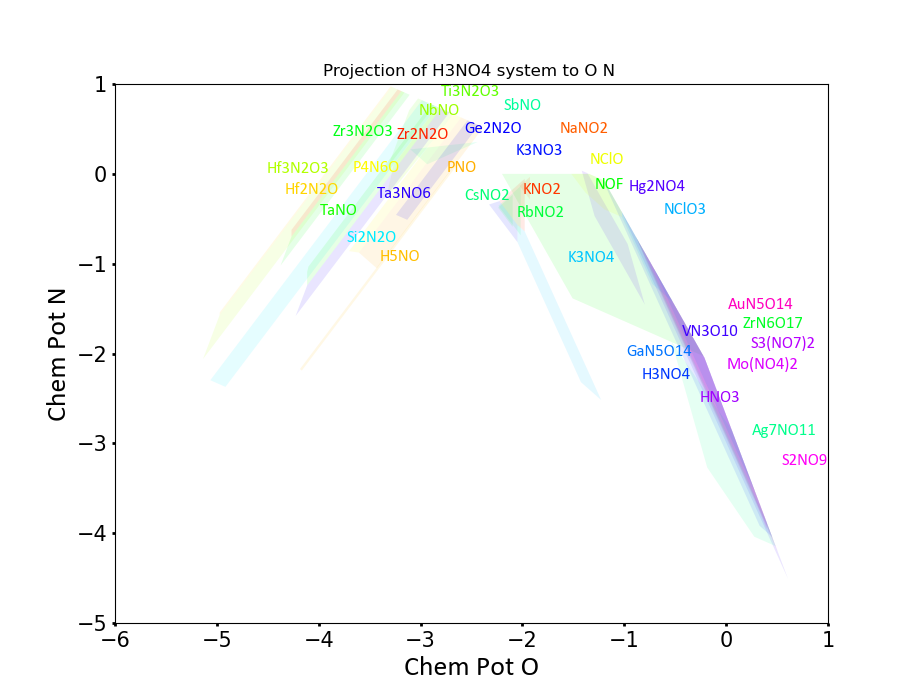 Projection of H3NO4 system to O N
1
Ti3N2O3
SbNO
NbNO
Ge2N2O
NaNO2
Zr3N2O3
Zr2N2O
K3NO3
NClO
0
Hf3N2O3
P4N6O
PNO
NOF
Hg2NO4
Hf2N2O
Ta3NO6
CsNO2
KNO2
TaNO
RbNO2
NClO3
Si2N2O
H5NO
K3NO4
−1
AuN5O14
ZrN6O17
VN3O10
S3(NO7)2
GaN5O14
−2
Mo(NO4)2
H3NO4
HNO3
Ag7NO11
−3
S2NO9
−4
−5
Chem Pot N
−6 −5 −4 −3 −2 −1 0 1
Chem Pot O